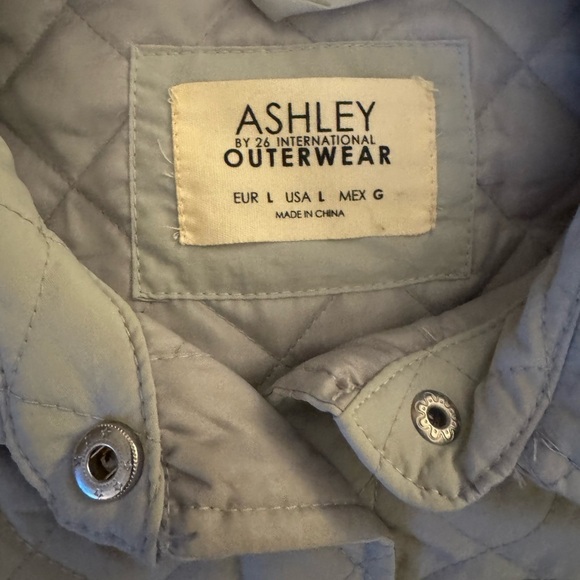 ASHLEY
BY 26 INTERNATIONAL
OUTERWEAR
EUR L USA L MEX G
MADE IN CHINA